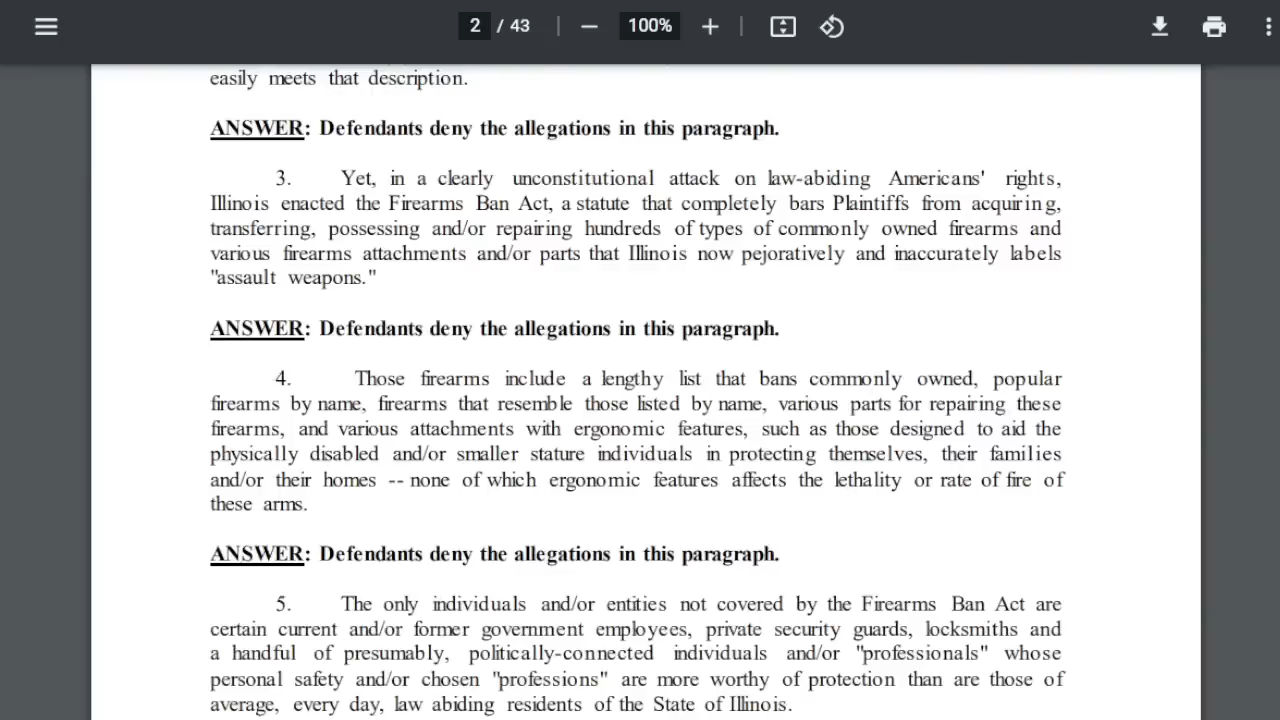 2 / 43
100%
easily meets that description.
ANSWER: Defendants deny the allegations in this paragraph.
3. Yet, in a clearly unconstitutional attack on law-abiding Americans' rights,
Illinois enacted the Firearms Ban Act, a statute that completely bars Plaintiffs from acquiring,
transferring, possessing and/or repairing hundreds of types of commonly owned firearms and
various firearms attachments and/or parts that Illinois now pejoratively and inaccurately labels
"assault weapons."
ANSWER: Defendants deny the allegations in this paragraph.
4. Those firearms include a lengthy list that bans commonly owned, popular
firearms by name, firearms that resemble those listed by name, various parts for repairing these
firearms, and various attachments with ergonomic features, such as those designed to aid the
physically disabled and/or smaller stature individuals in protecting themselves, their families
and/or their homes -- none of which ergonomic features affects the lethality or rate of fire of
these arms.
ANSWER: Defendants deny the allegations in this paragraph.
5. The only individuals and/or entities not covered by the Firearms Ban Act are
certain current and/or former government employees, private security guards, locksmiths and
a handful of presumably, politically-connected individuals and/or "professionals" whose
personal safety and/or chosen "professions" are more worthy of protection than are those of
average, every day, law abiding residents of the State of Illinois.